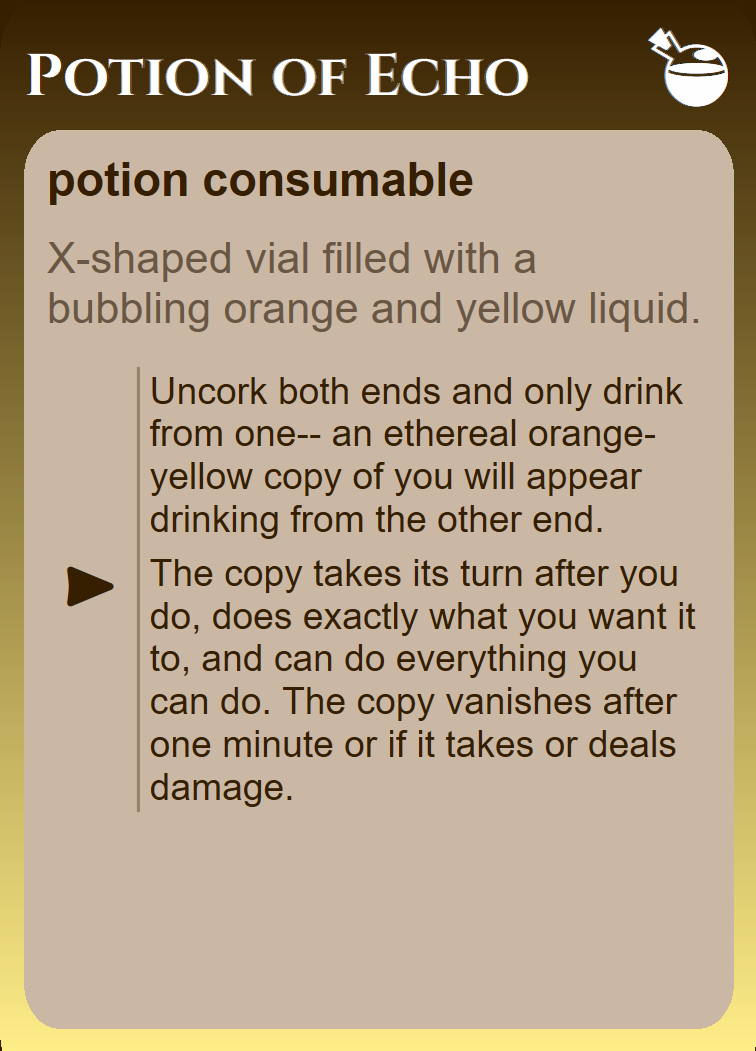 Potion of Echo
potion consumable
X-shaped vial filled with a
bubbling orange and yellow liquid.
Uncork both ends and only drink
from one-- an ethereal orange-
yellow copy of you will appear
drinking from the other end.
The copy takes its turn after you
do, does exactly what you want it
to, and can do everything you
can do. The copy vanishes after
one minute or if it takes or deals
damage.